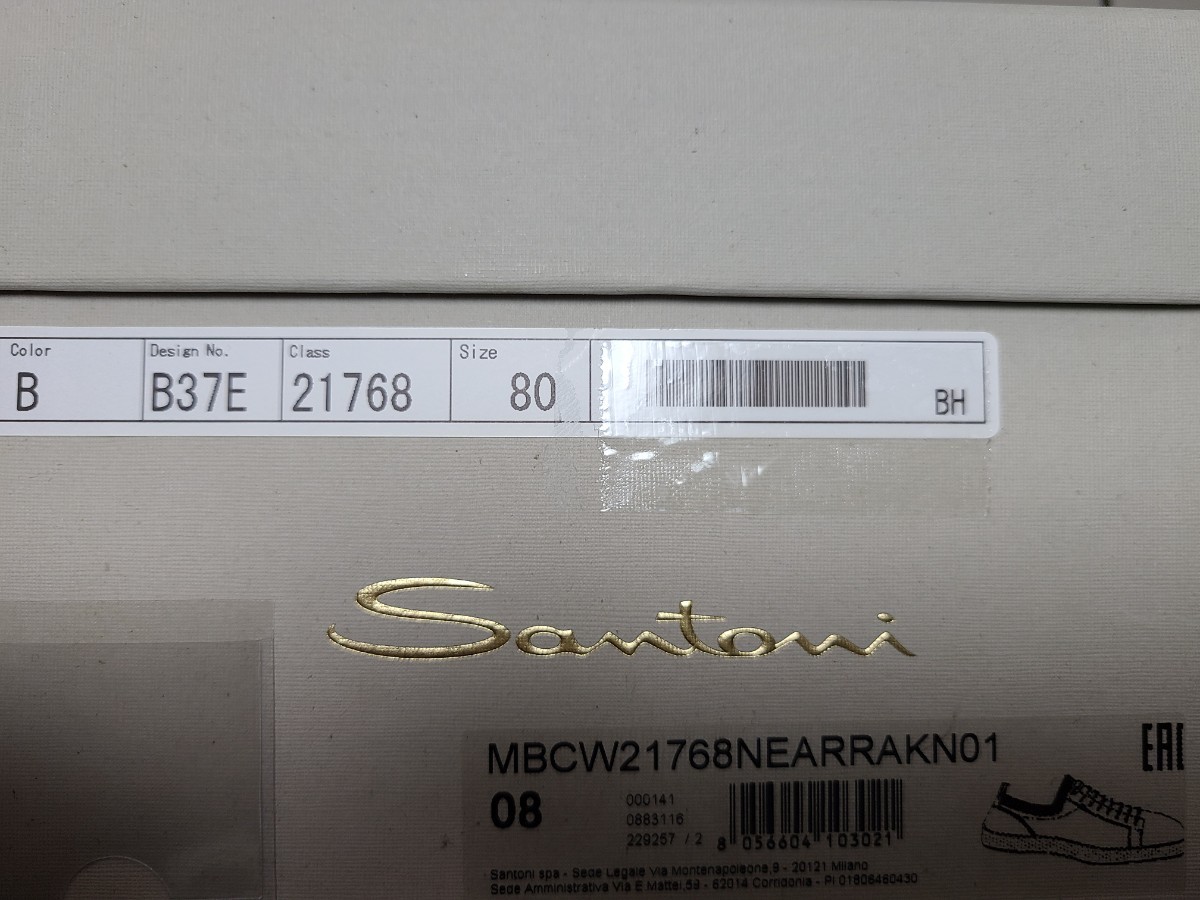 Color Design No. Class Size
B B37E 21768 80 BH
Santoni
MBCW21768NEARRAKN01
EAC
08
000141
0883116
229257 / 2
8 056604 103021
Santoni spa - Sede Legale Via Montenapoleone,9 - 20121 Milano
Sede Amministrativa Via E Mattei,59 - 62014 Corridonia - PI 01806460430